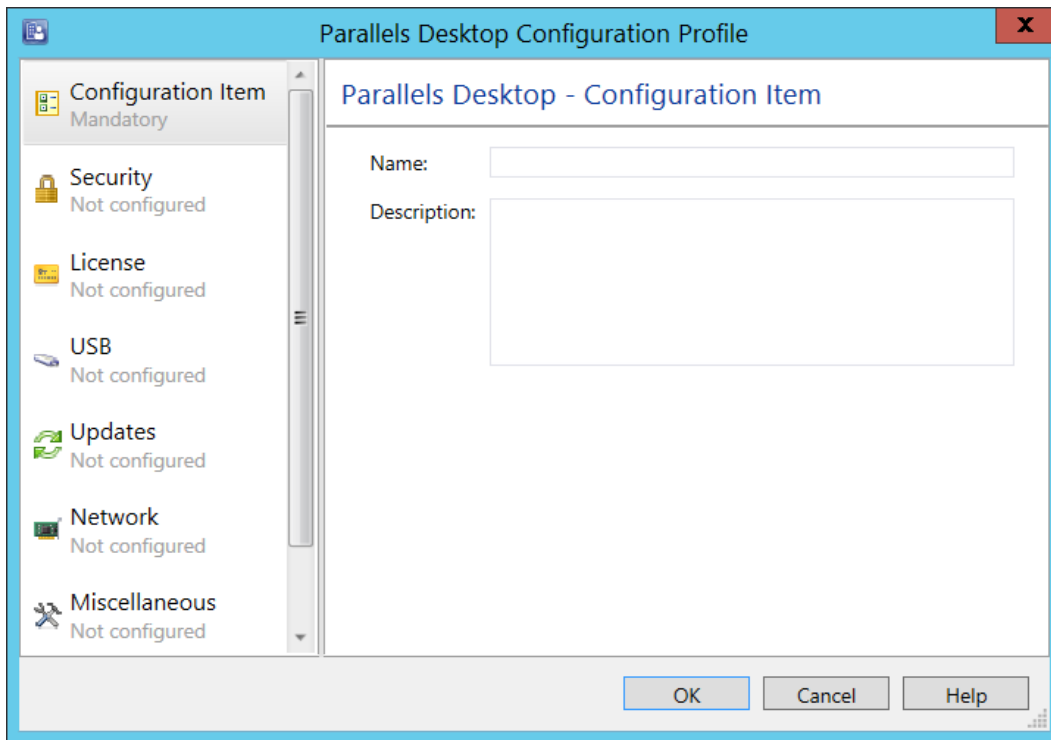 Parallels Desktop Configuration Profile
x
Configuration Item
Mandatory
Security
Not configured
License
Not configured
USB
Not configured
Updates
Not configured
Network
Not configured
Miscellaneous
Not configured
Parallels Desktop - Configuration Item
Name:
Description:
OK
Cancel
Help